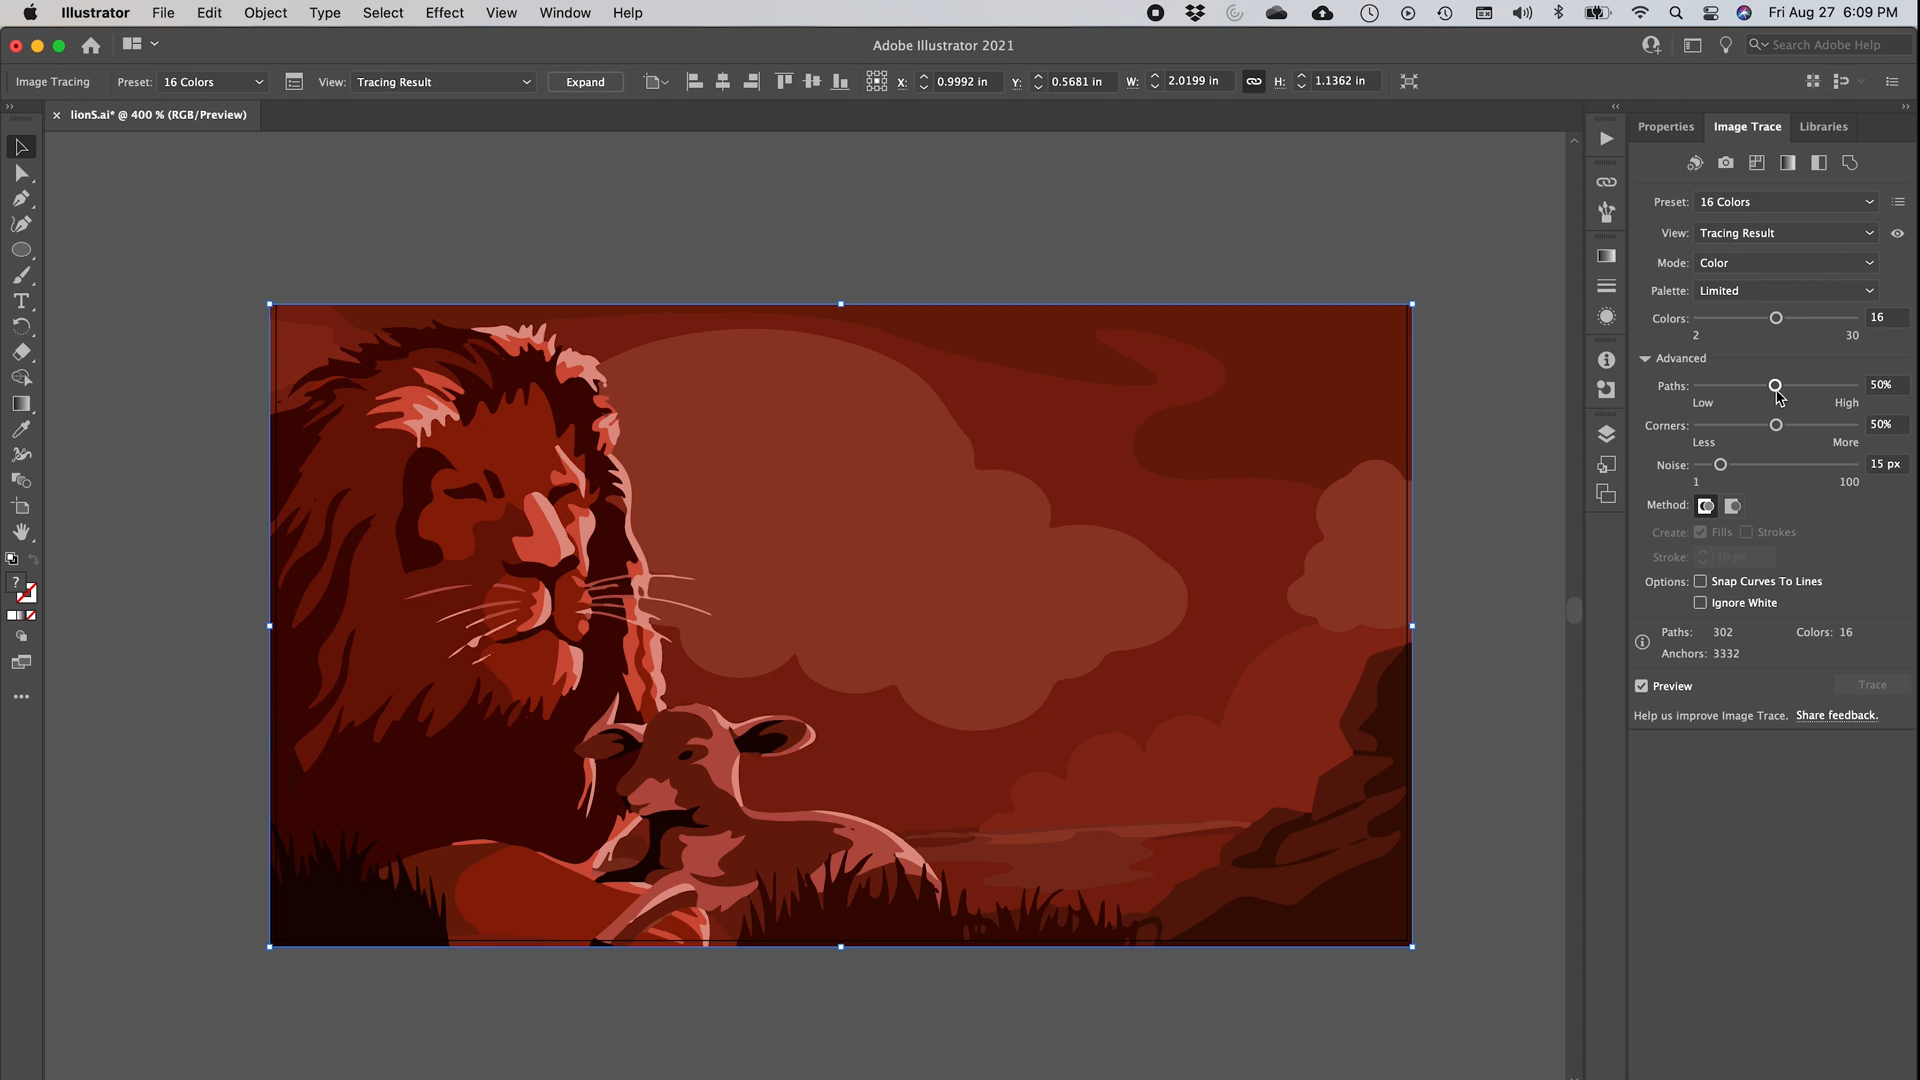 Illustrator File Edit Object Type Select Effect View Window Help Fri Aug 27 6:09 PM
Adobe Illustrator 2021 Search Adobe Help
Image Tracing Preset: 16 Colors View: Tracing Result Expand X: 0.9992 in Y: 0.5681 in W: 2.0199 in H: 1.1362 in
× lionS.ai* @ 400 % (RGB/Preview)
Properties Image Trace Libraries
Preset: 16 Colors
View: Tracing Result
Mode: Color
Palette: Limited
Colors: 16
2 30
Advanced
Paths: 50%
Low High
Corners: 50%
Less More
Noise: 15 px
1 100
Method:
Create: Fills Strokes
Stroke: 10 px
Options: Snap Curves To Lines
Ignore White
Paths: 302 Colors: 16
Anchors: 3332
Preview Trace
Help us improve Image Trace. Share feedback.